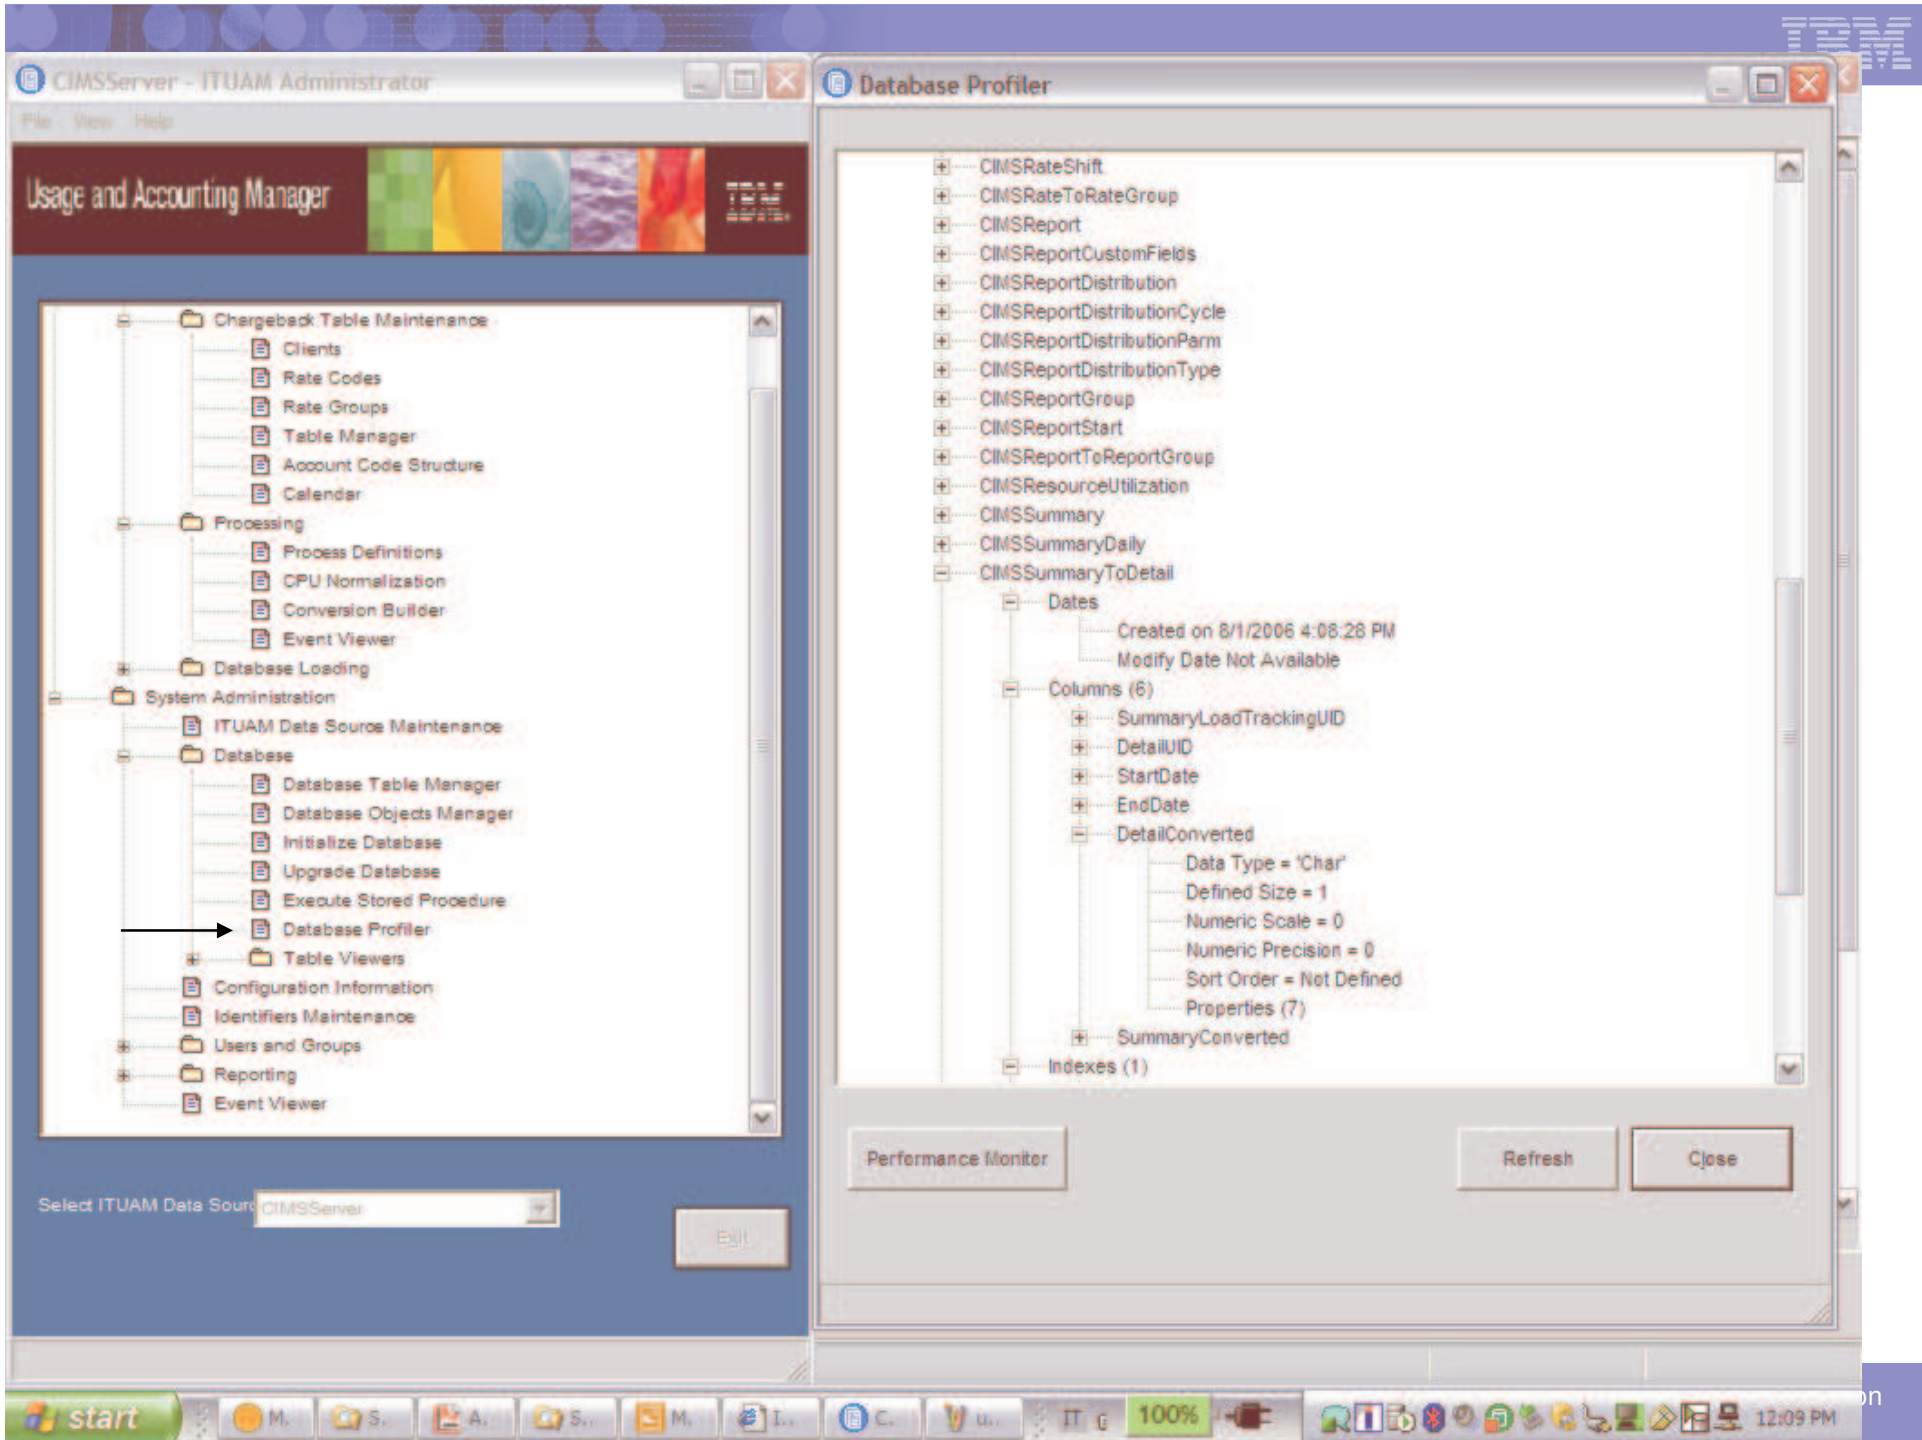 IBM
CIMSServer - ITUAM Administrator
File View Help
Usage and Accounting Manager
IBM.
Chargeback Table Maintenance
Clients
Rate Codes
Rate Groups
Table Manager
Account Code Structure
Calendar
Processing
Process Definitions
CPU Normalization
Conversion Builder
Event Viewer
Database Loading
System Administration
ITUAM Data Source Maintenance
Database
Database Table Manager
Database Objects Manager
Initialize Database
Upgrade Database
Execute Stored Procedure
Database Profiler
Table Viewers
Configuration Information
Identifiers Maintenance
Users and Groups
Reporting
Event Viewer
Select ITUAM Data Sourc
CIMSServer
Exit
Database Profiler
CIMSRateShift
CIMSRateToRateGroup
CIMSReport
CIMSReportCustomFields
CIMSReportDistribution
CIMSReportDistributionCycle
CIMSReportDistributionParm
CIMSReportDistributionType
CIMSReportGroup
CIMSReportStart
CIMSReportToReportGroup
CIMSResourceUtilization
CIMSSummary
CIMSSummaryDaily
CIMSSummaryToDetail
Dates
Created on 8/1/2006 4:08:28 PM
Modify Date Not Available
Columns (6)
SummaryLoadTrackingUID
DetailUID
StartDate
EndDate
DetailConverted
Data Type = 'Char'
Defined Size = 1
Numeric Scale = 0
Numeric Precision = 0
Sort Order = Not Defined
Properties (7)
SummaryConverted
Indexes (1)
Performance Monitor
Refresh
Close
on
start
M.
S.
A.
S..
M.
I..
C.
u..
IT
100%
12:09 PM